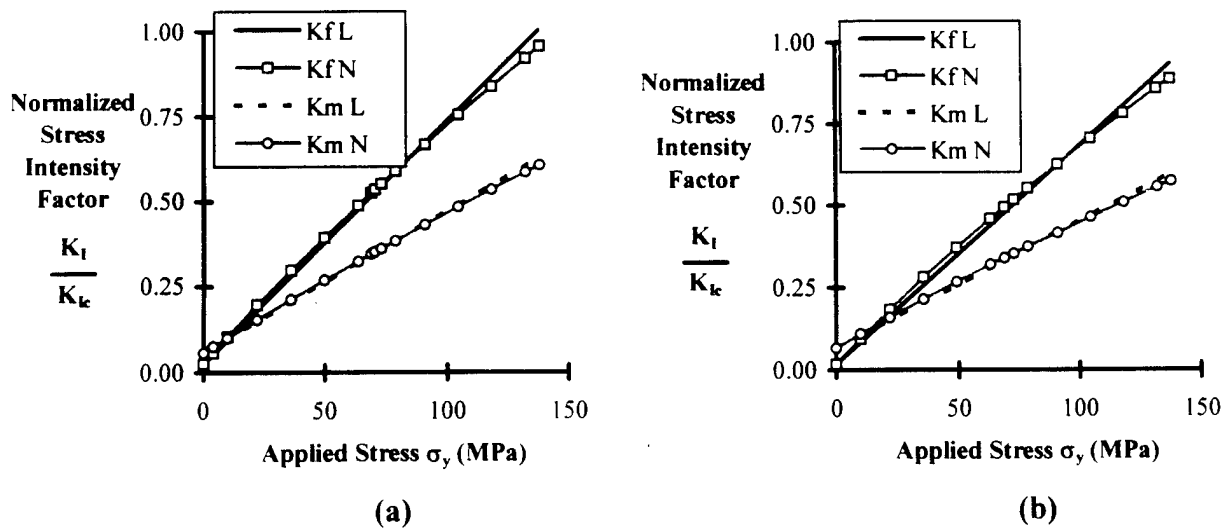 Kf L
Kf N
Km L
Km N
1.00
0.75
0.50
0.25
0.00
Normalized
Stress
Intensity
Factor
K_I
K_Ic
0
50
100
150
Applied Stress σ_y (MPa)
(a)
Kf L
Kf N
Km L
Km N
1.00
0.75
0.50
0.25
0.00
Normalized
Stress
Intensity
Factor
K_I
K_Ic
0
50
100
150
Applied Stress σ_y (MPa)
(b)